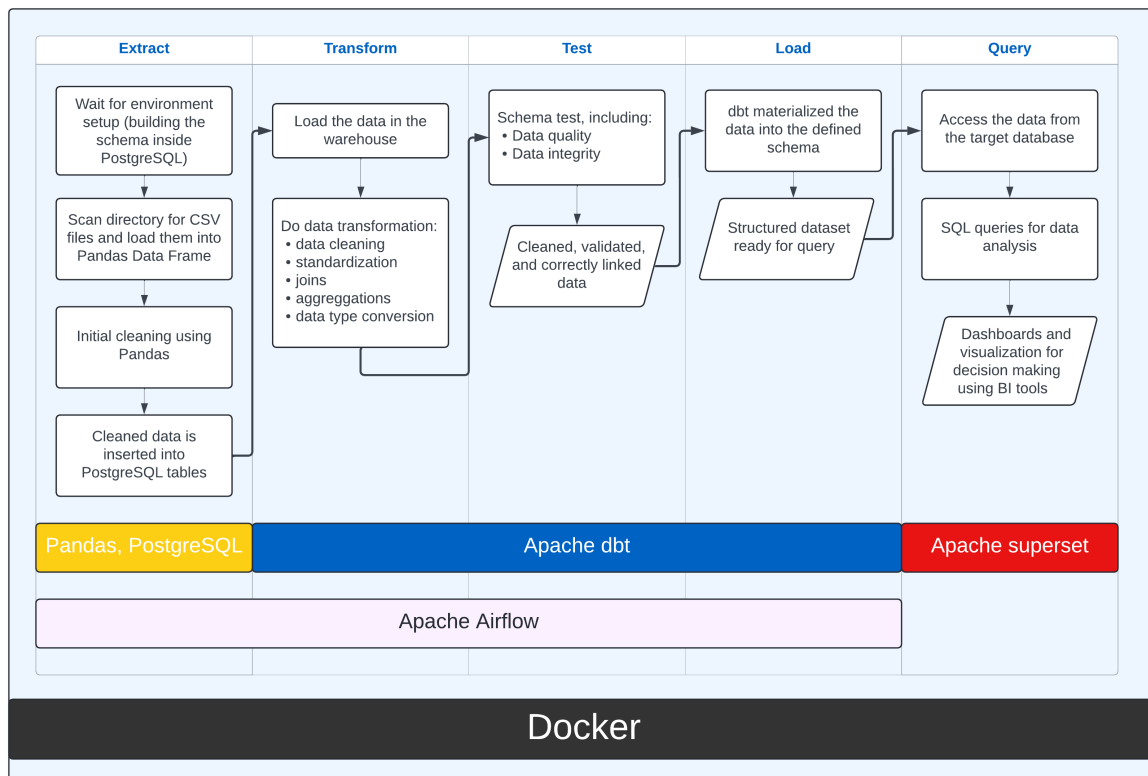 Extract
Transform
Test
Load
Query
Wait for environment
setup (building the
schema inside
PostgreSQL)
Scan directory for CSV
files and load them into
Pandas Data Frame
Initial cleaning using
Pandas
Cleaned data is
inserted into
PostgreSQL tables
Load the data in the
warehouse
Do data transformation:
• data cleaning
• standardization
• joins
• aggreggations
• data type conversion
Schema test, including:
• Data quality
• Data integrity
Cleaned, validated,
and correctly linked
data
dbt materialized the
data into the defined
schema
Structured dataset
ready for query
Access the data from
the target database
SQL queries for data
analysis
Dashboards and
visualization for
decision making
using BI tools
Pandas, PostgreSQL
Apache dbt
Apache superset
Apache Airflow
Docker